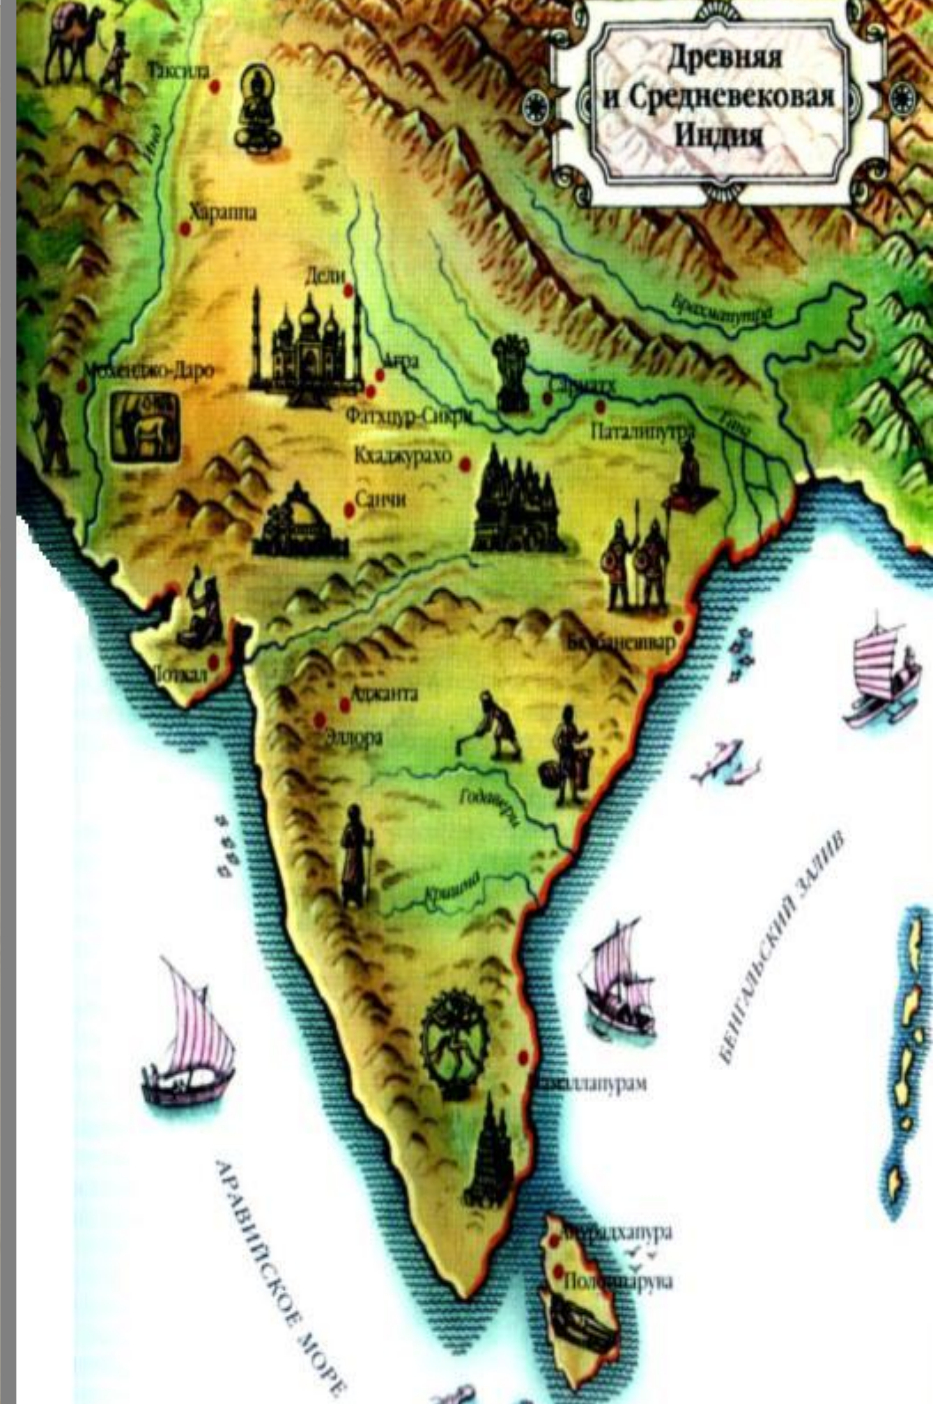 Древняя
и Средневековая
Индия
Таксила
Инд
Хараппа
Дели
Брахмапутра
Мохенджо-Даро
Агра
Сарнатх
Фатхпур-Сикри
Паталипутра
Ганг
Кхаджурахо
Санчи
Бхубанешвар
Лотхал
Аджанта
Эллора
Годавери
Кришна
БЕНГАЛЬСКИЙ ЗАЛИВ
АРАВИЙСКОЕ МОРЕ
Анурадхапура
Полоннарува